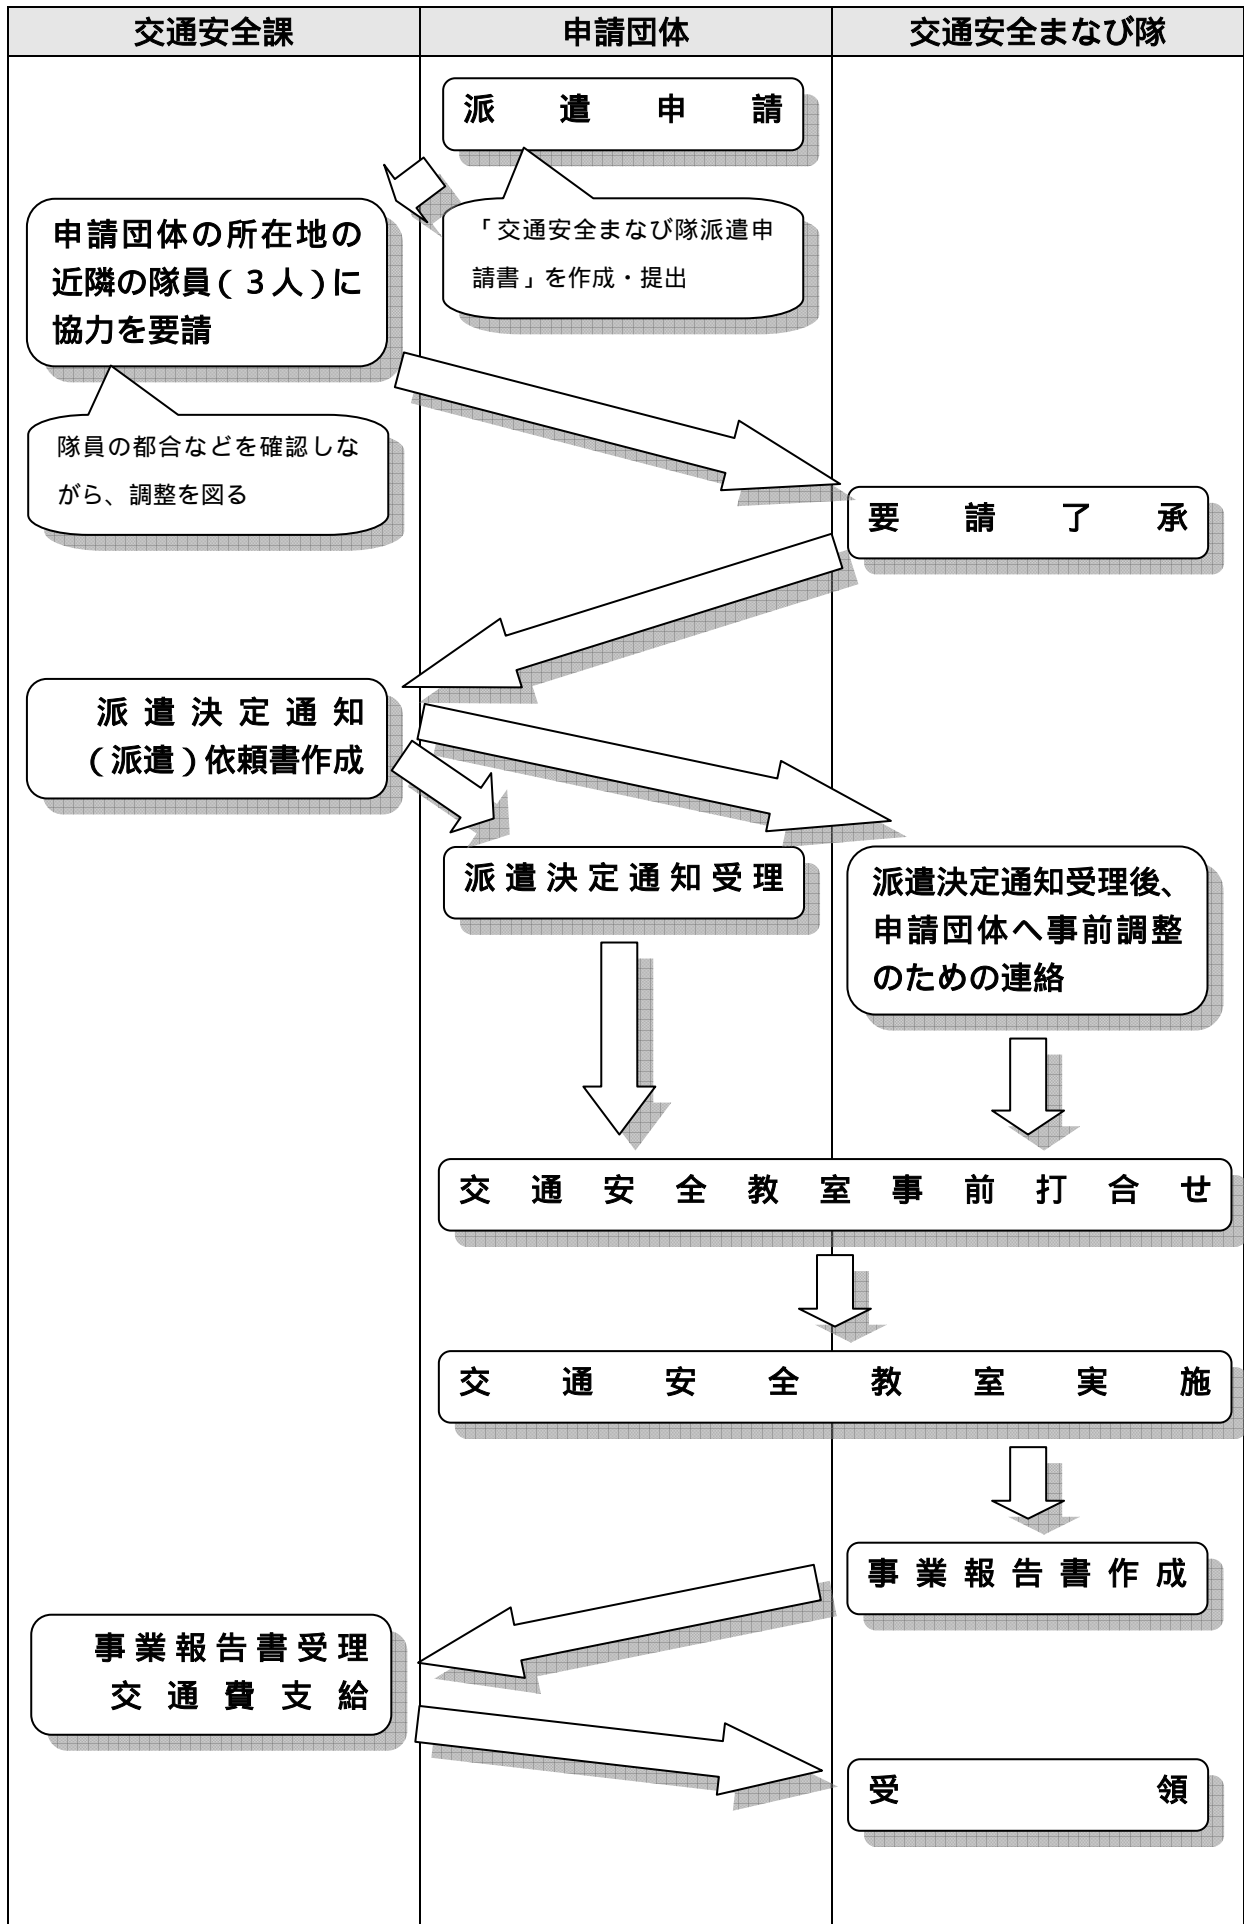 交通安全課
申請団体
交通安全まなび隊
派遣申請
「交通安全まなび隊派遣申
請書」を作成・提出
申請団体の所在地の
近隣の隊員（３人）に
協力を要請
隊員の都合などを確認しな
がら、調整を図る
要請了承
派遣決定通知
（派遣）依頼書作成
派遣決定通知受理
派遣決定通知受理後、
申請団体へ事前調整
のための連絡
交通安全教室事前打合せ
交通安全教室実施
事業報告書作成
事業報告書受理
交通費支給
受領